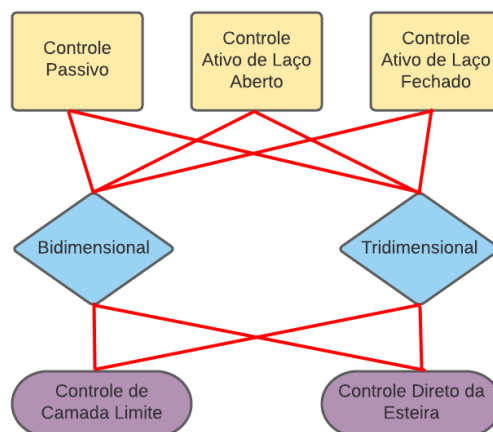 Controle
Passivo
Controle
Ativo de Laço
Aberto
Controle
Ativo de Laço
Fechado
Bidimensional
Tridimensional
Controle de
Camada Limite
Controle Direto da
Esteira